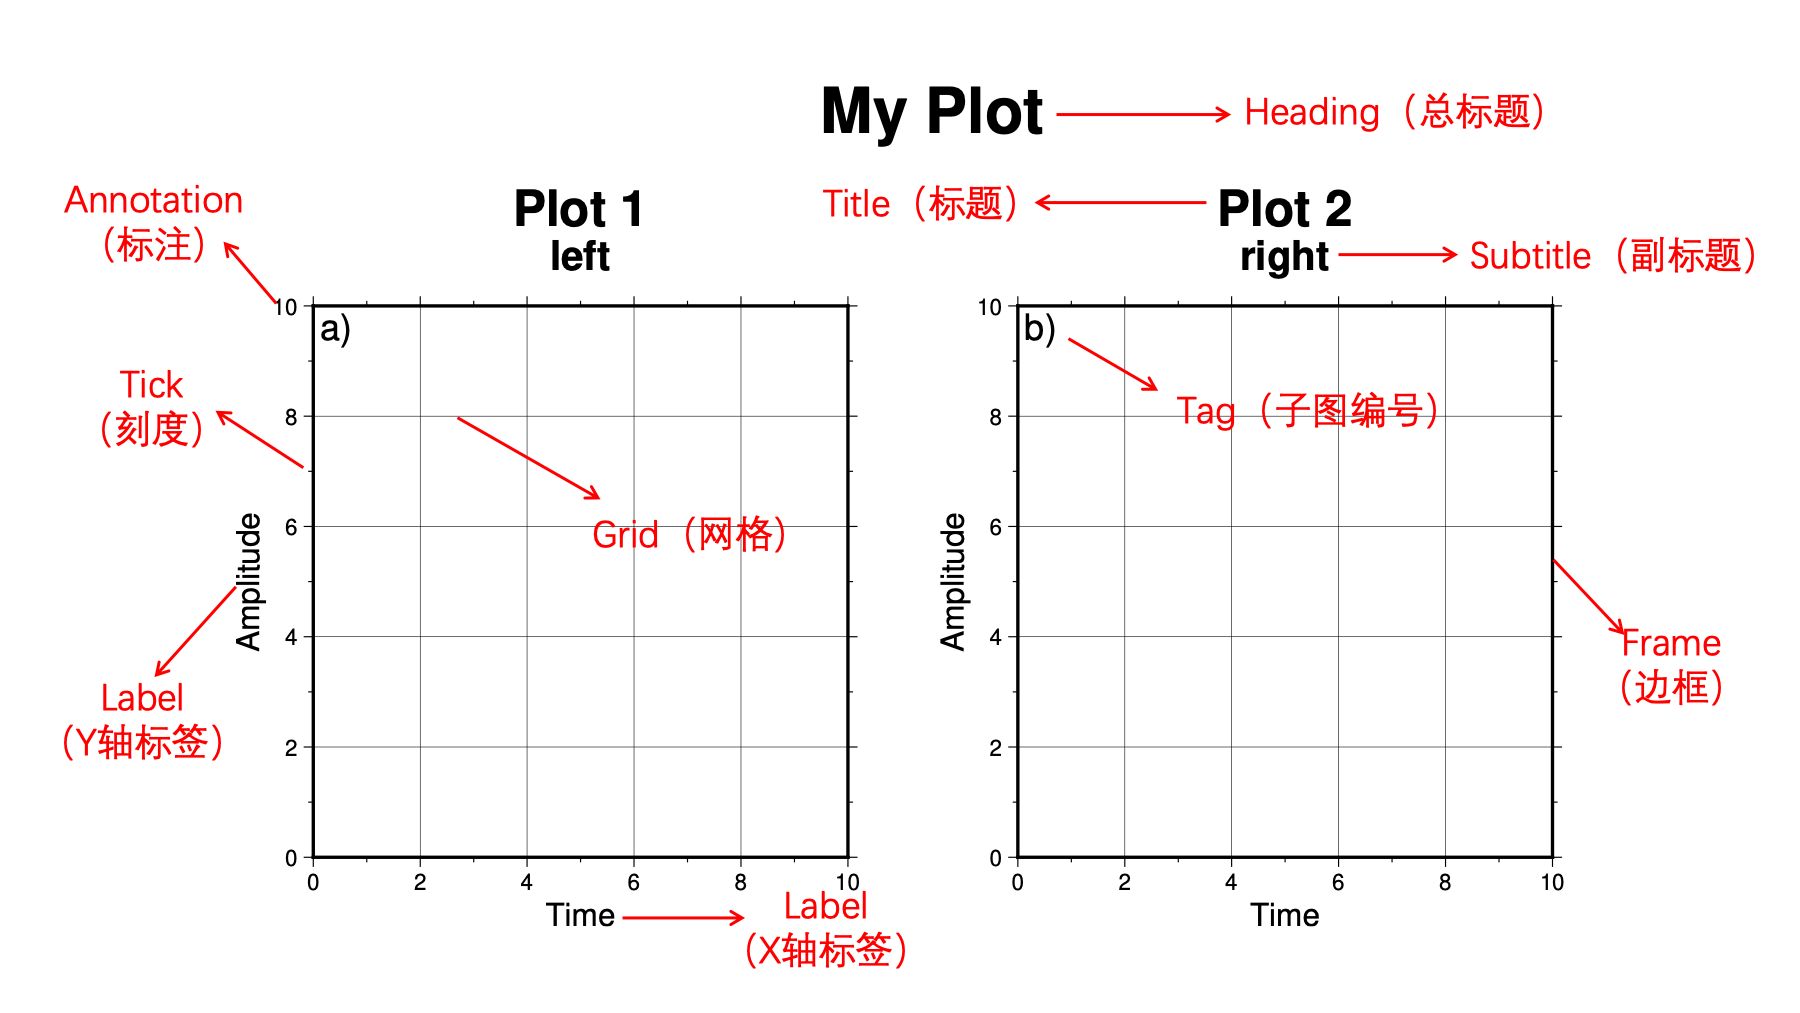 My Plot
Heading（总标题）
Annotation
（标注）
Plot 1
left
Title（标题）
Plot 2
right
Subtitle（副标题）
10
8
6
4
2
0
a)
Tick
（刻度）
Grid（网格）
Amplitude
Label
（Y轴标签）
0
2
4
6
8
10
Time
Label
（X轴标签）
10
8
6
4
2
0
b)
Tag（子图编号）
Amplitude
Frame
（边框）
0
2
4
6
8
10
Time